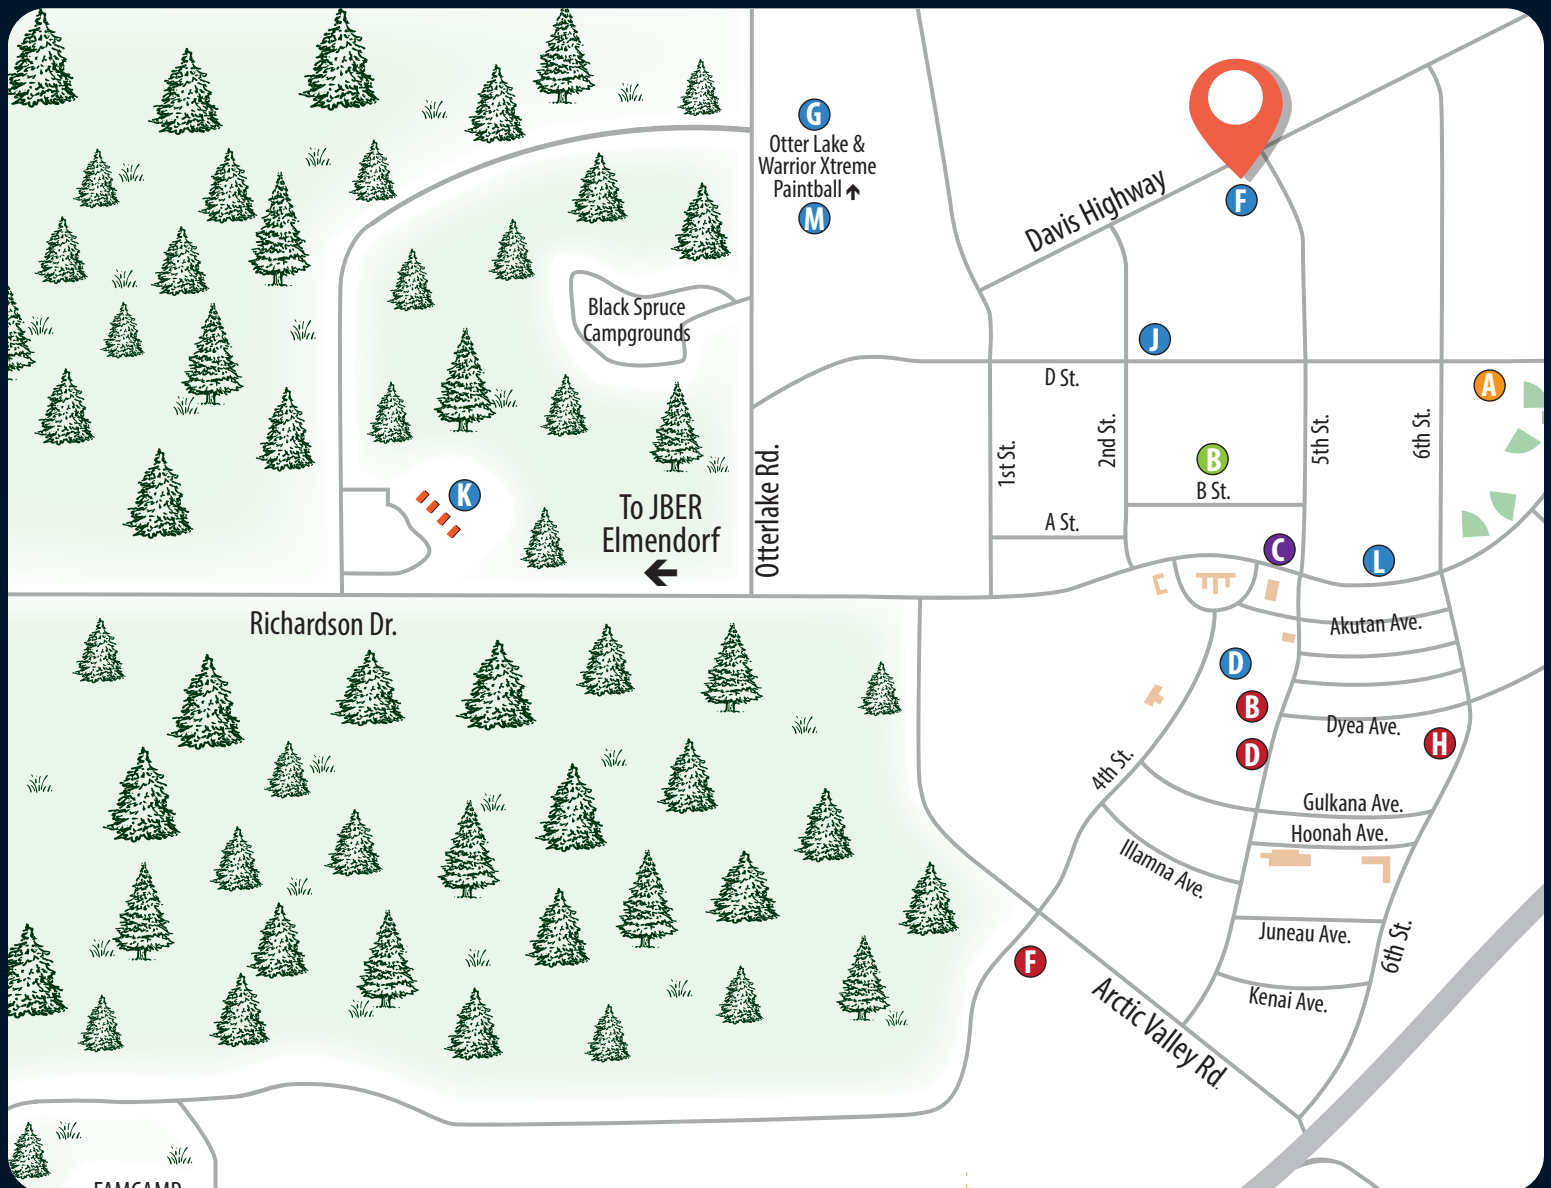 G
Otter Lake &
Warrior Xtreme
Paintball
M
Davis Highway
F
Black Spruce
Campgrounds
J
D St.
A
1st St.
2nd St.
5th St.
6th St.
B
B St.
K
To JBER
Elmendorf
Otterlake Rd.
A St.
C
L
Richardson Dr.
Akutan Ave.
D
B
D
Dyea Ave.
H
4th St.
Gulkana Ave.
Hoonah Ave.
Illamna Ave.
Juneau Ave.
6th St.
F
Kenai Ave.
Arctic Valley Rd.
FAMCAMP